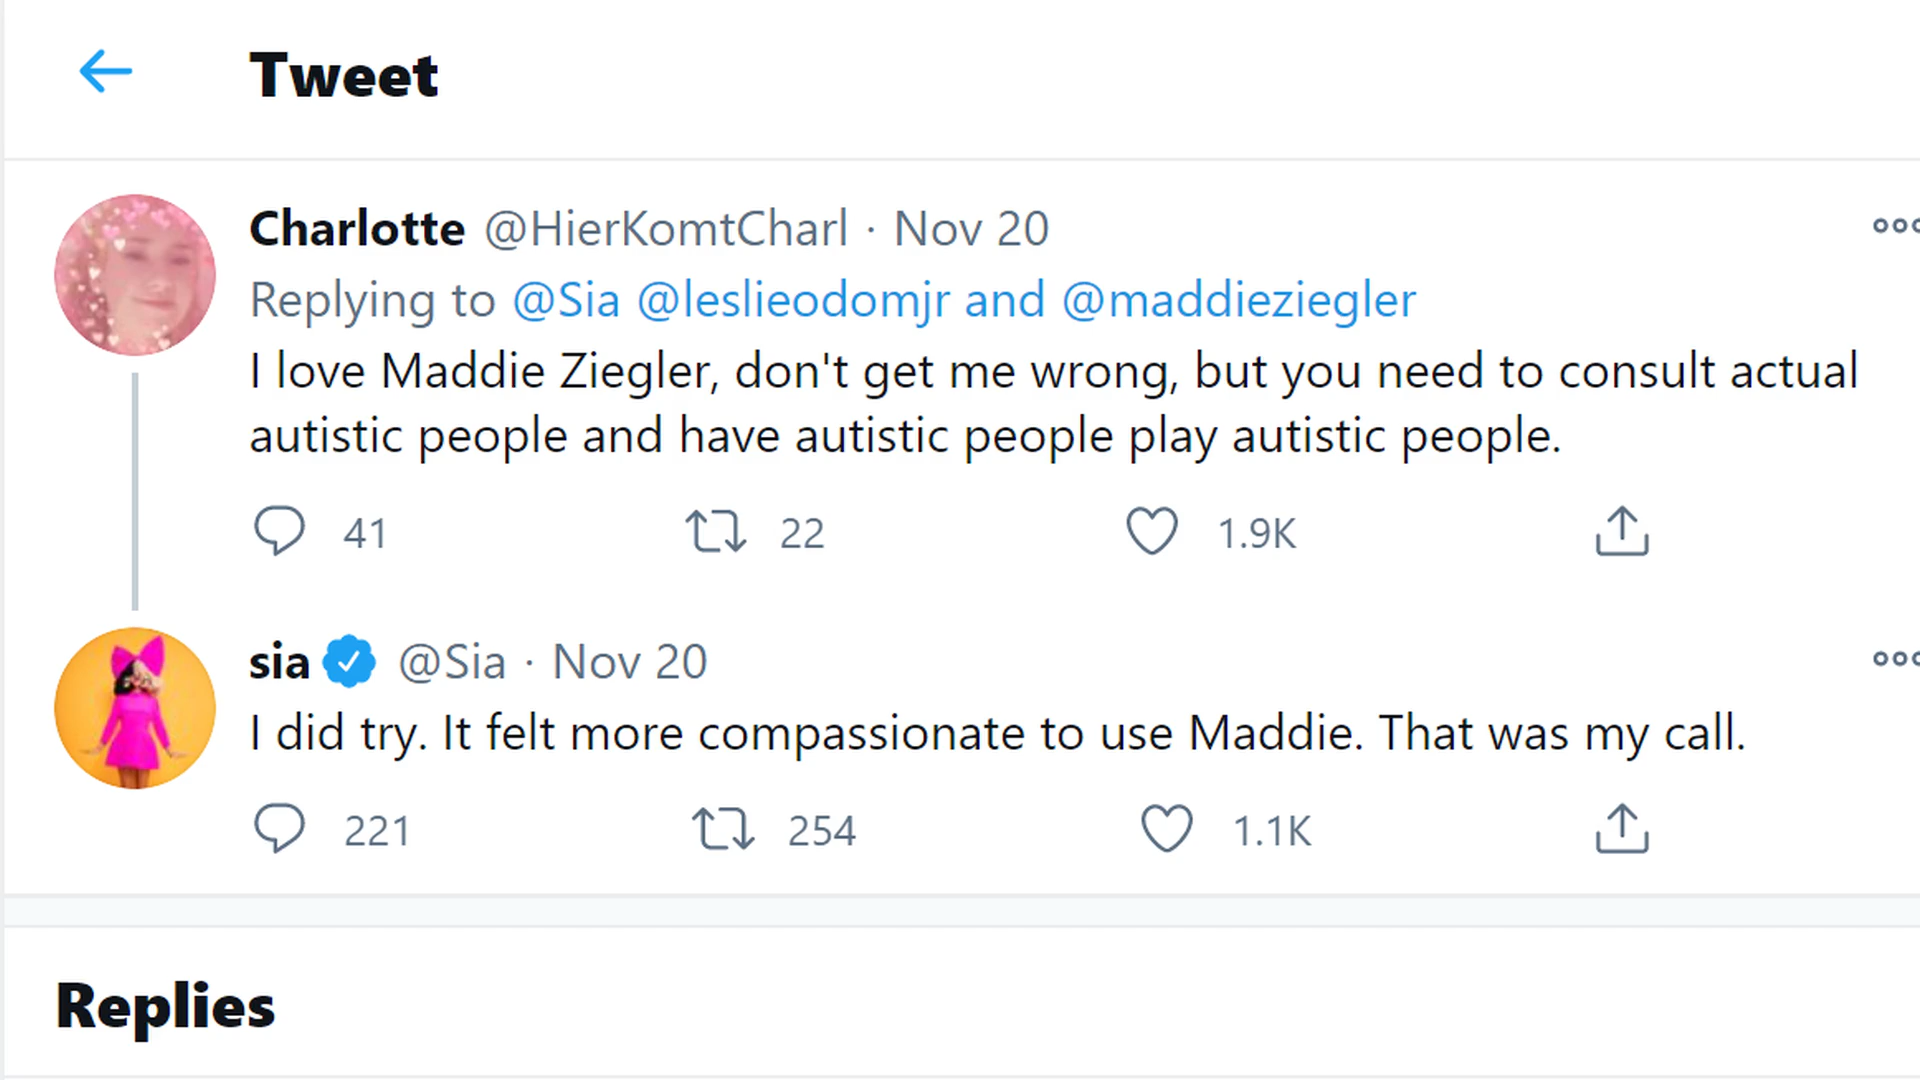 Tweet
Charlotte @HierKomtCharl · Nov 20
Replying to @Sia @leslieodomjr and @maddieziegler
I love Maddie Ziegler, don't get me wrong, but you need to consult actual
autistic people and have autistic people play autistic people.
41 22 1.9K
sia @Sia · Nov 20
I did try. It felt more compassionate to use Maddie. That was my call.
221 254 1.1K
Replies